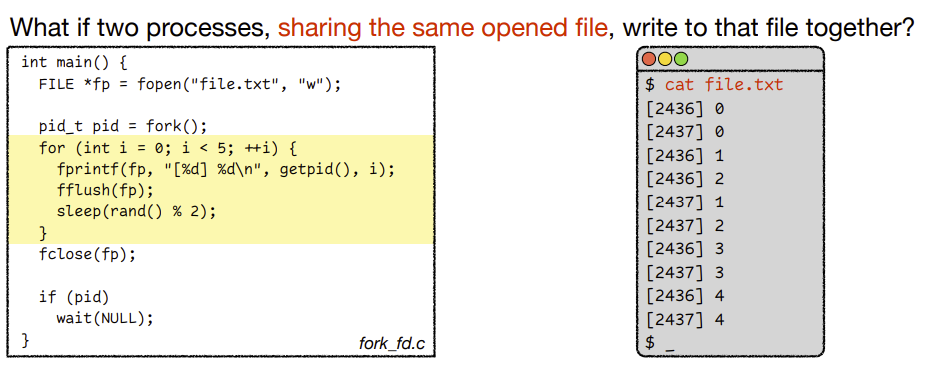 What if two processes, sharing the same opened file, write to that file together?
int main() {
  FILE *fp = fopen("file.txt", "w");

  pid_t pid = fork();
  for (int i = 0; i < 5; ++i) {
    fprintf(fp, "[%d] %d\n", getpid(), i);
    fflush(fp);
    sleep(rand() % 2);
  }
  fclose(fp);

  if (pid)
    wait(NULL);
}
fork_fd.c
$ cat file.txt
[2436] 0
[2437] 0
[2436] 1
[2436] 2
[2437] 1
[2437] 2
[2436] 3
[2437] 3
[2436] 4
[2437] 4
$ _